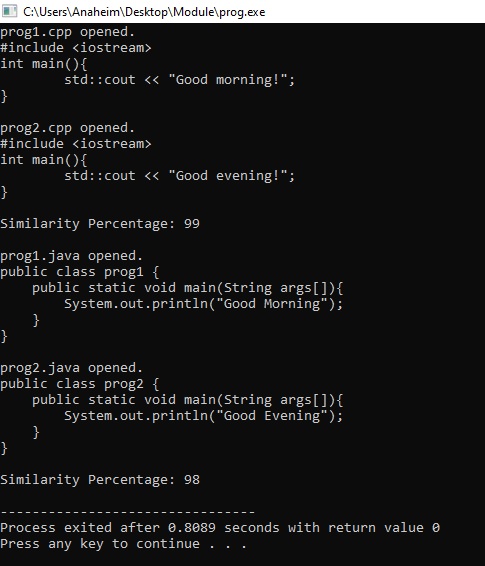 C:\Users\Anaheim\Desktop\Module\prog.exe
prog1.cpp opened.
#include <iostream>
int main(){
        std::cout << "Good morning!";
}

prog2.cpp opened.
#include <iostream>
int main(){
        std::cout << "Good evening!";
}

Similarity Percentage: 99

prog1.java opened.
public class prog1 {
    public static void main(String args[]){
        System.out.println("Good Morning");
    }
}

prog2.java opened.
public class prog2 {
    public static void main(String args[]){
        System.out.println("Good Evening");
    }
}

Similarity Percentage: 98

--------------------------------
Process exited after 0.8089 seconds with return value 0
Press any key to continue . . .